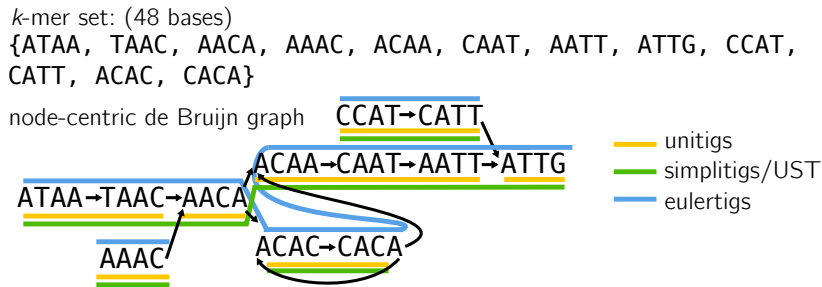 k-mer set: (48 bases)
{ATAA, TAAC, AACA, AAAC, ACAA, CAAT, AATT, ATTG, CCAT,
CATT, ACAC, CACA}
node-centric de Bruijn graph
CCAT→CATT
ACAA→CAAT→AATT→ATTG
ATAA→TAAC→AACA
ACAC→CACA
AAAC
unitigs
simplitigs/UST
eulertigs